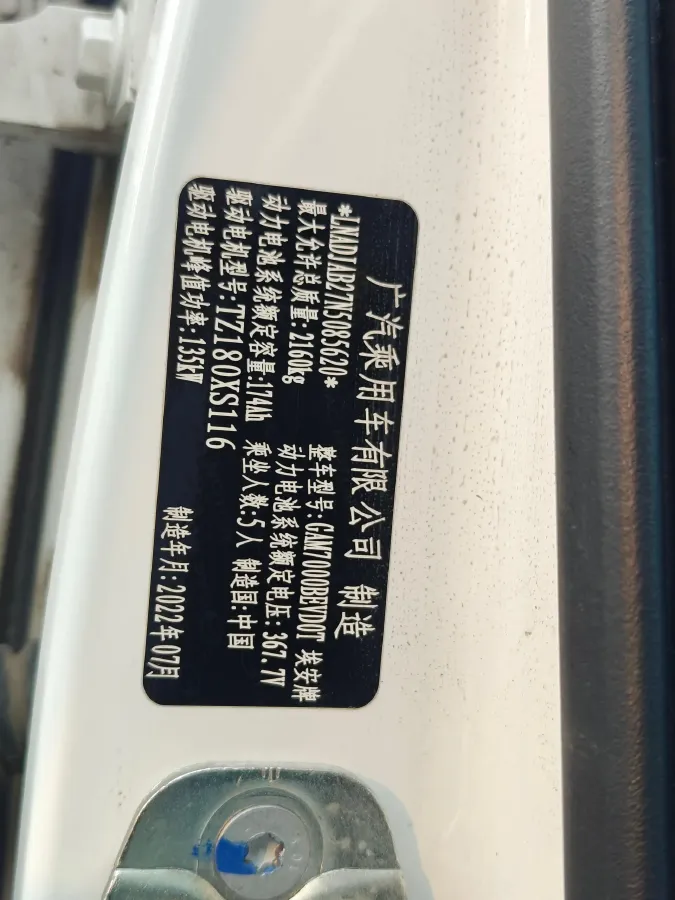 广汽乘用车有限公司 制造
*LNADJAB27N5085620* 整车型号:GAM7000BEVD0T 埃安牌
最大允许总质量:2160kg 动力电池系统额定电压:367.7V
动力电池系统额定容量:174Ah 乘坐人数:5人 制造国:中国
驱动电机型号:TZ180XS116
驱动电机峰值功率:135kW 制造年月:2022年07月